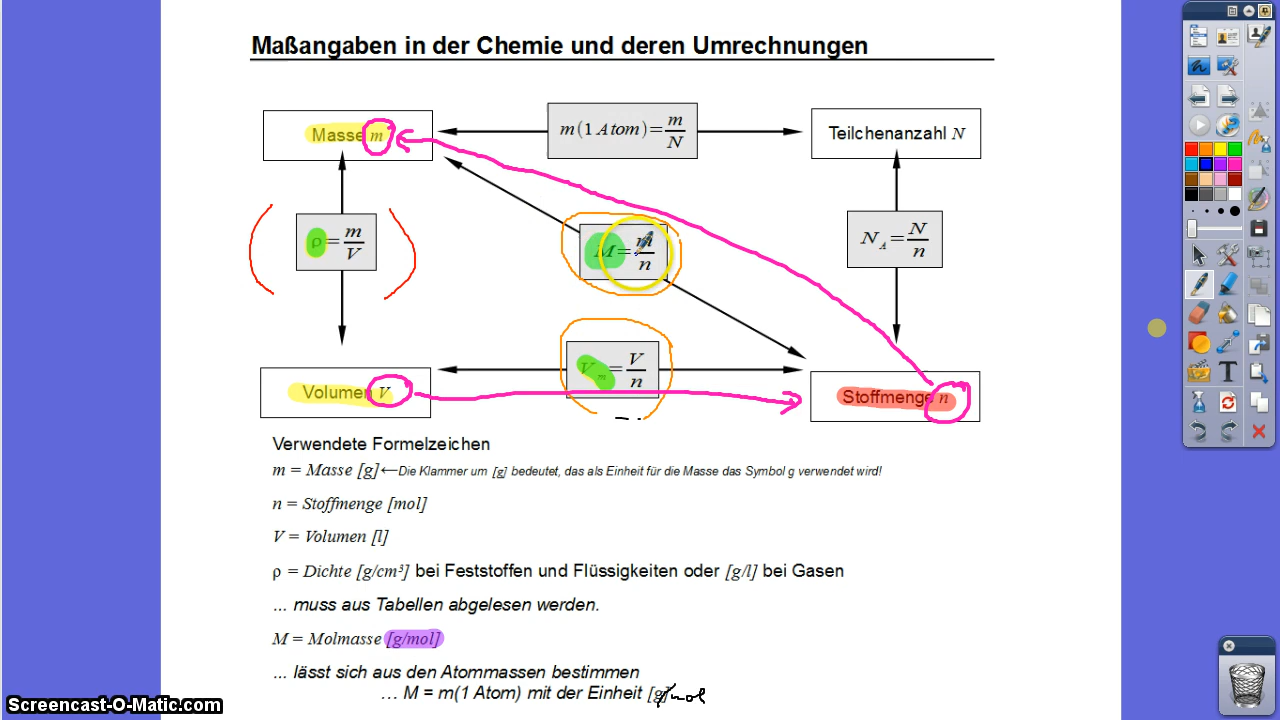 Maßangaben in der Chemie und deren Umrechnungen
Masse m
m(1 Atom)=m/N
Teilchenanzahl N
ρ=m/V
M=m/n
N_A=N/n
V_m=V/n
Volumen V
Stoffmenge n
Verwendete Formelzeichen
m = Masse [g]←Die Klammer um [g] bedeutet, das als Einheit für die Masse das Symbol g verwendet wird!
n = Stoffmenge [mol]
V = Volumen [l]
ρ = Dichte [g/cm³] bei Feststoffen und Flüssigkeiten oder [g/l] bei Gasen
... muss aus Tabellen abgelesen werden.
M = Molmasse [g/mol]
... lässt sich aus den Atommassen bestimmen
... M = m(1 Atom) mit der Einheit [g/mol
Screencast-O-Matic.com